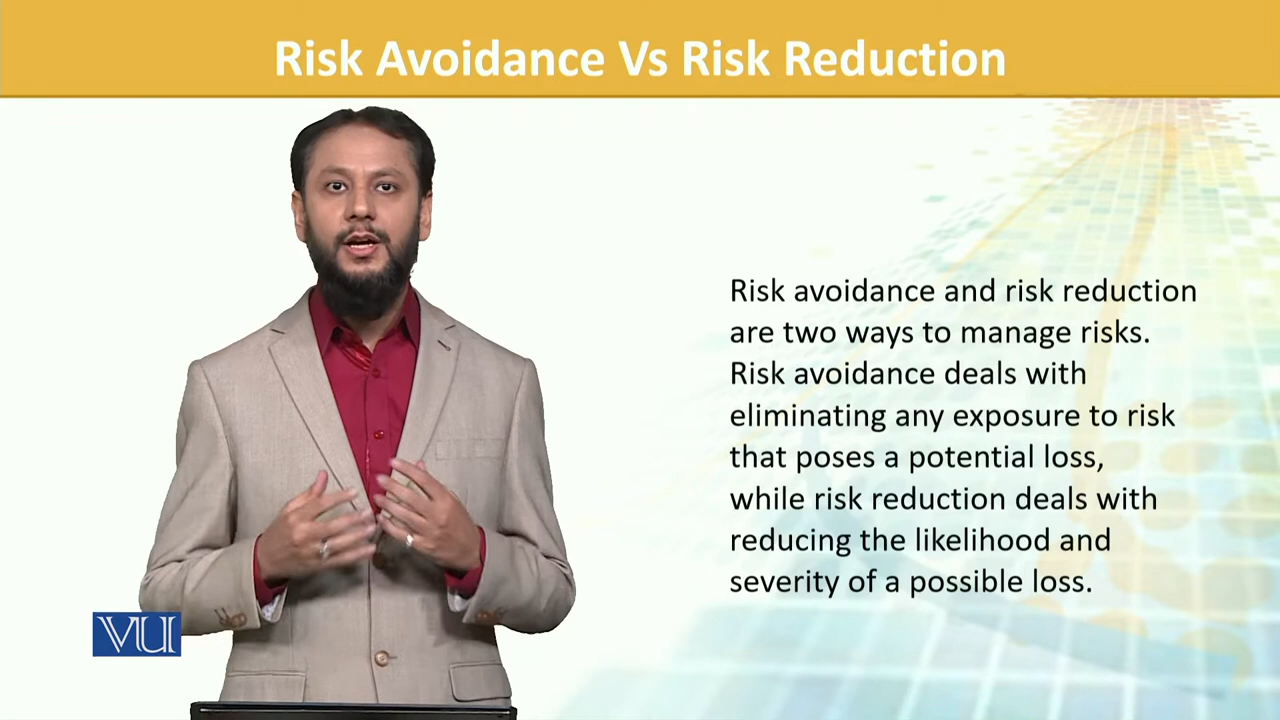 Risk Avoidance Vs Risk Reduction
Risk avoidance and risk reduction
are two ways to manage risks.
Risk avoidance deals with
eliminating any exposure to risk
that poses a potential loss,
while risk reduction deals with
reducing the likelihood and
severity of a possible loss.
VU